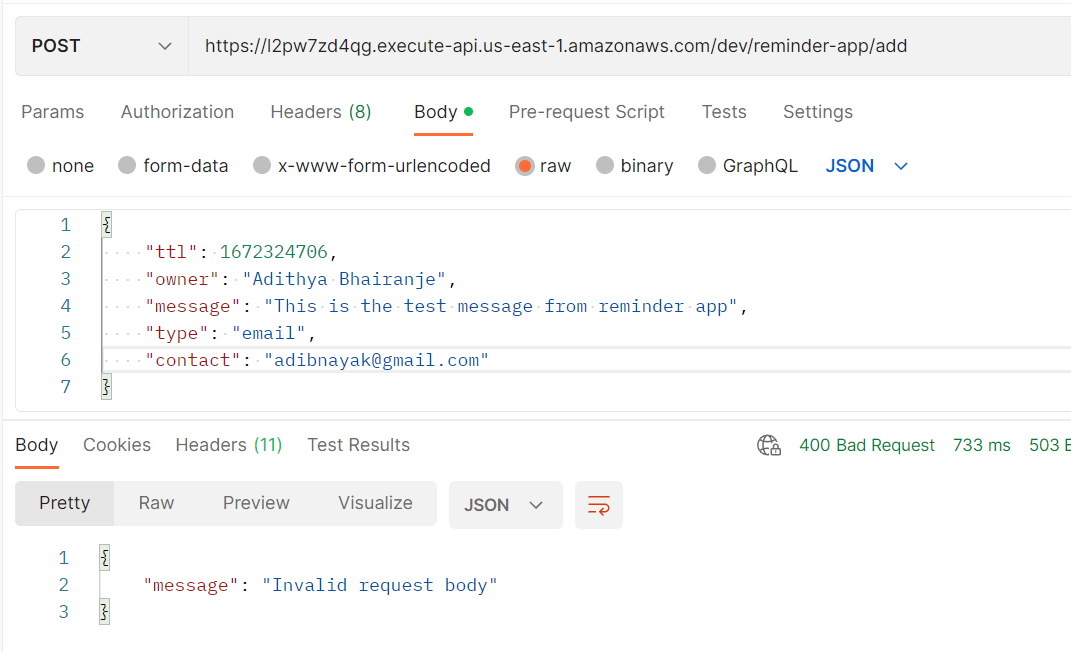 POST https://l2pw7zd4qg.execute-api.us-east-1.amazonaws.com/dev/reminder-app/add
Params Authorization Headers (8) Body Pre-request Script Tests Settings
none form-data x-www-form-urlencoded raw binary GraphQL JSON
1 {
2 "ttl": 1672324706,
3 "owner": "Adithya Bhairanje",
4 "message": "This is the test message from reminder app",
5 "type": "email",
6 "contact": "adibnayak@gmail.com"
7 }
Body Cookies Headers (11) Test Results 400 Bad Request 733 ms 503
Pretty Raw Preview Visualize JSON
1 {
2 "message": "Invalid request body"
3 }